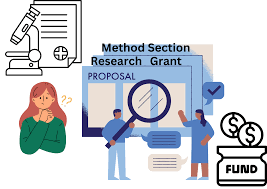 Method Section
Research Grant
PROPOSAL
??
FUND